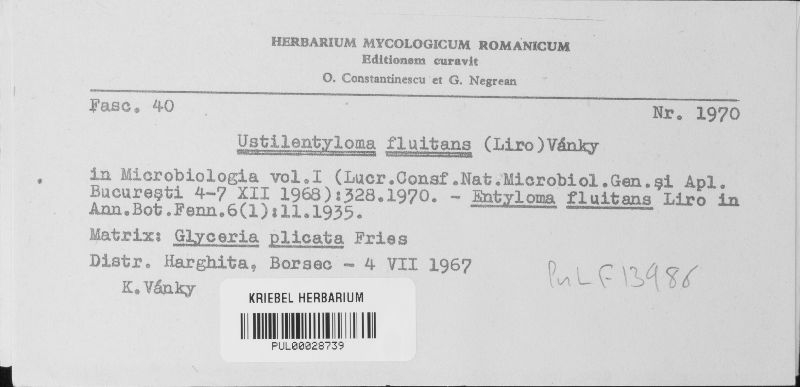 HERBARIUM MYCOLOGICUM ROMANICUM
Editionem curavit
O. Constantinescu et G. Negrean
Fasc. 40
Nr. 1970
Ustilentyloma fluitans (Liro)Vánky
in Microbiologia vol.I (Lucr.Consf.Nat.Microbiol.Gen.şi Apl.
Bucureşti 4-7 XII 1968):328.1970. - Entyloma fluitans Liro in
Ann.Bot.Fenn.6(1):11.1935.
Matrix: Glyceria plicata Fries
Distr. Harghita, Borsec - 4 VII 1967
K.Vánky
PuL F13986
KRIEBEL HERBARIUM
PUL00028739